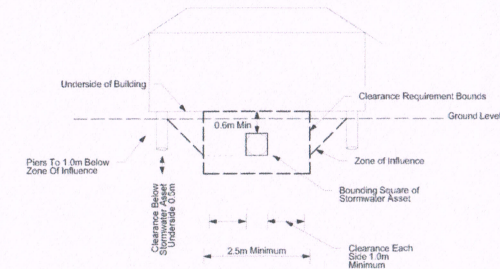 Underside of Building
Clearance Requirement Bounds
Ground Level
0.6m Min
Piers To 1.0m Below
Zone Of Influence
Zone of Influence
Bounding Square of
Stormwater Asset
Clearance Below
Stormwater Asset
Underside 0.5m
2.5m Minimum
Clearance Each
Side 1.0m
Minimum